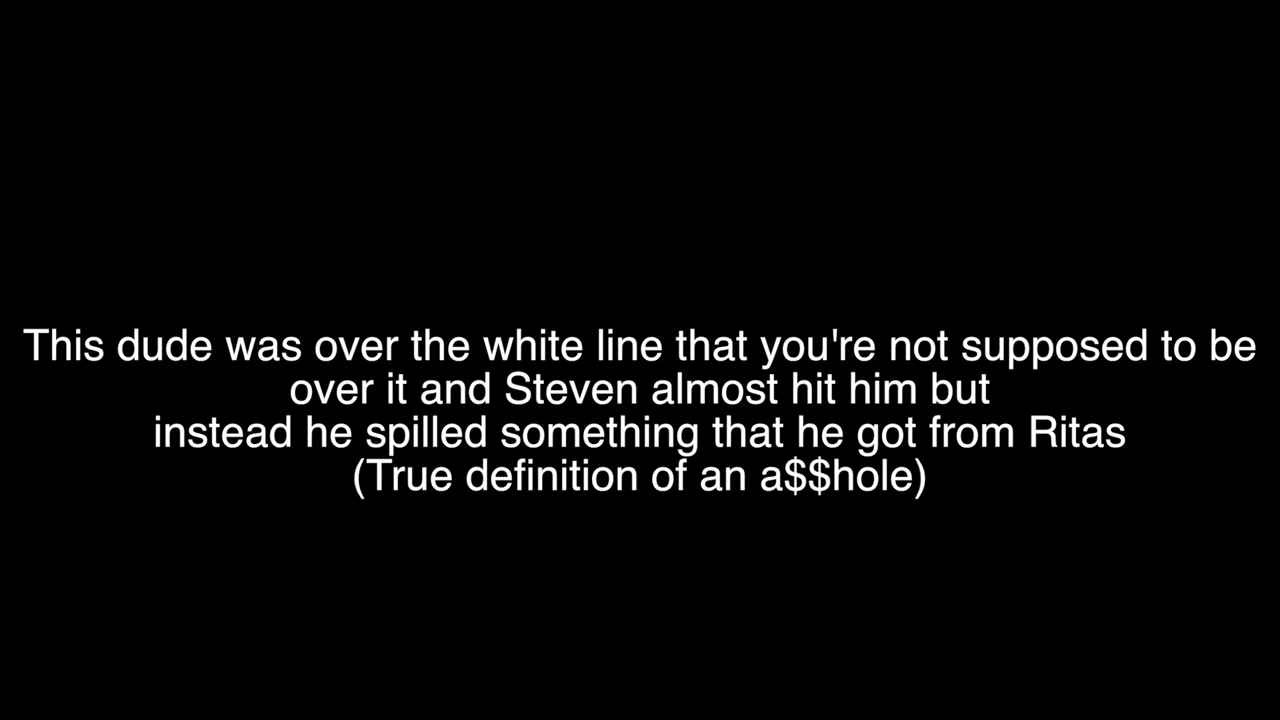 This dude was over the white line that you're not supposed to be
over it and Steven almost hit him but
instead he spilled something that he got from Ritas
(True definition of an a$$hole)